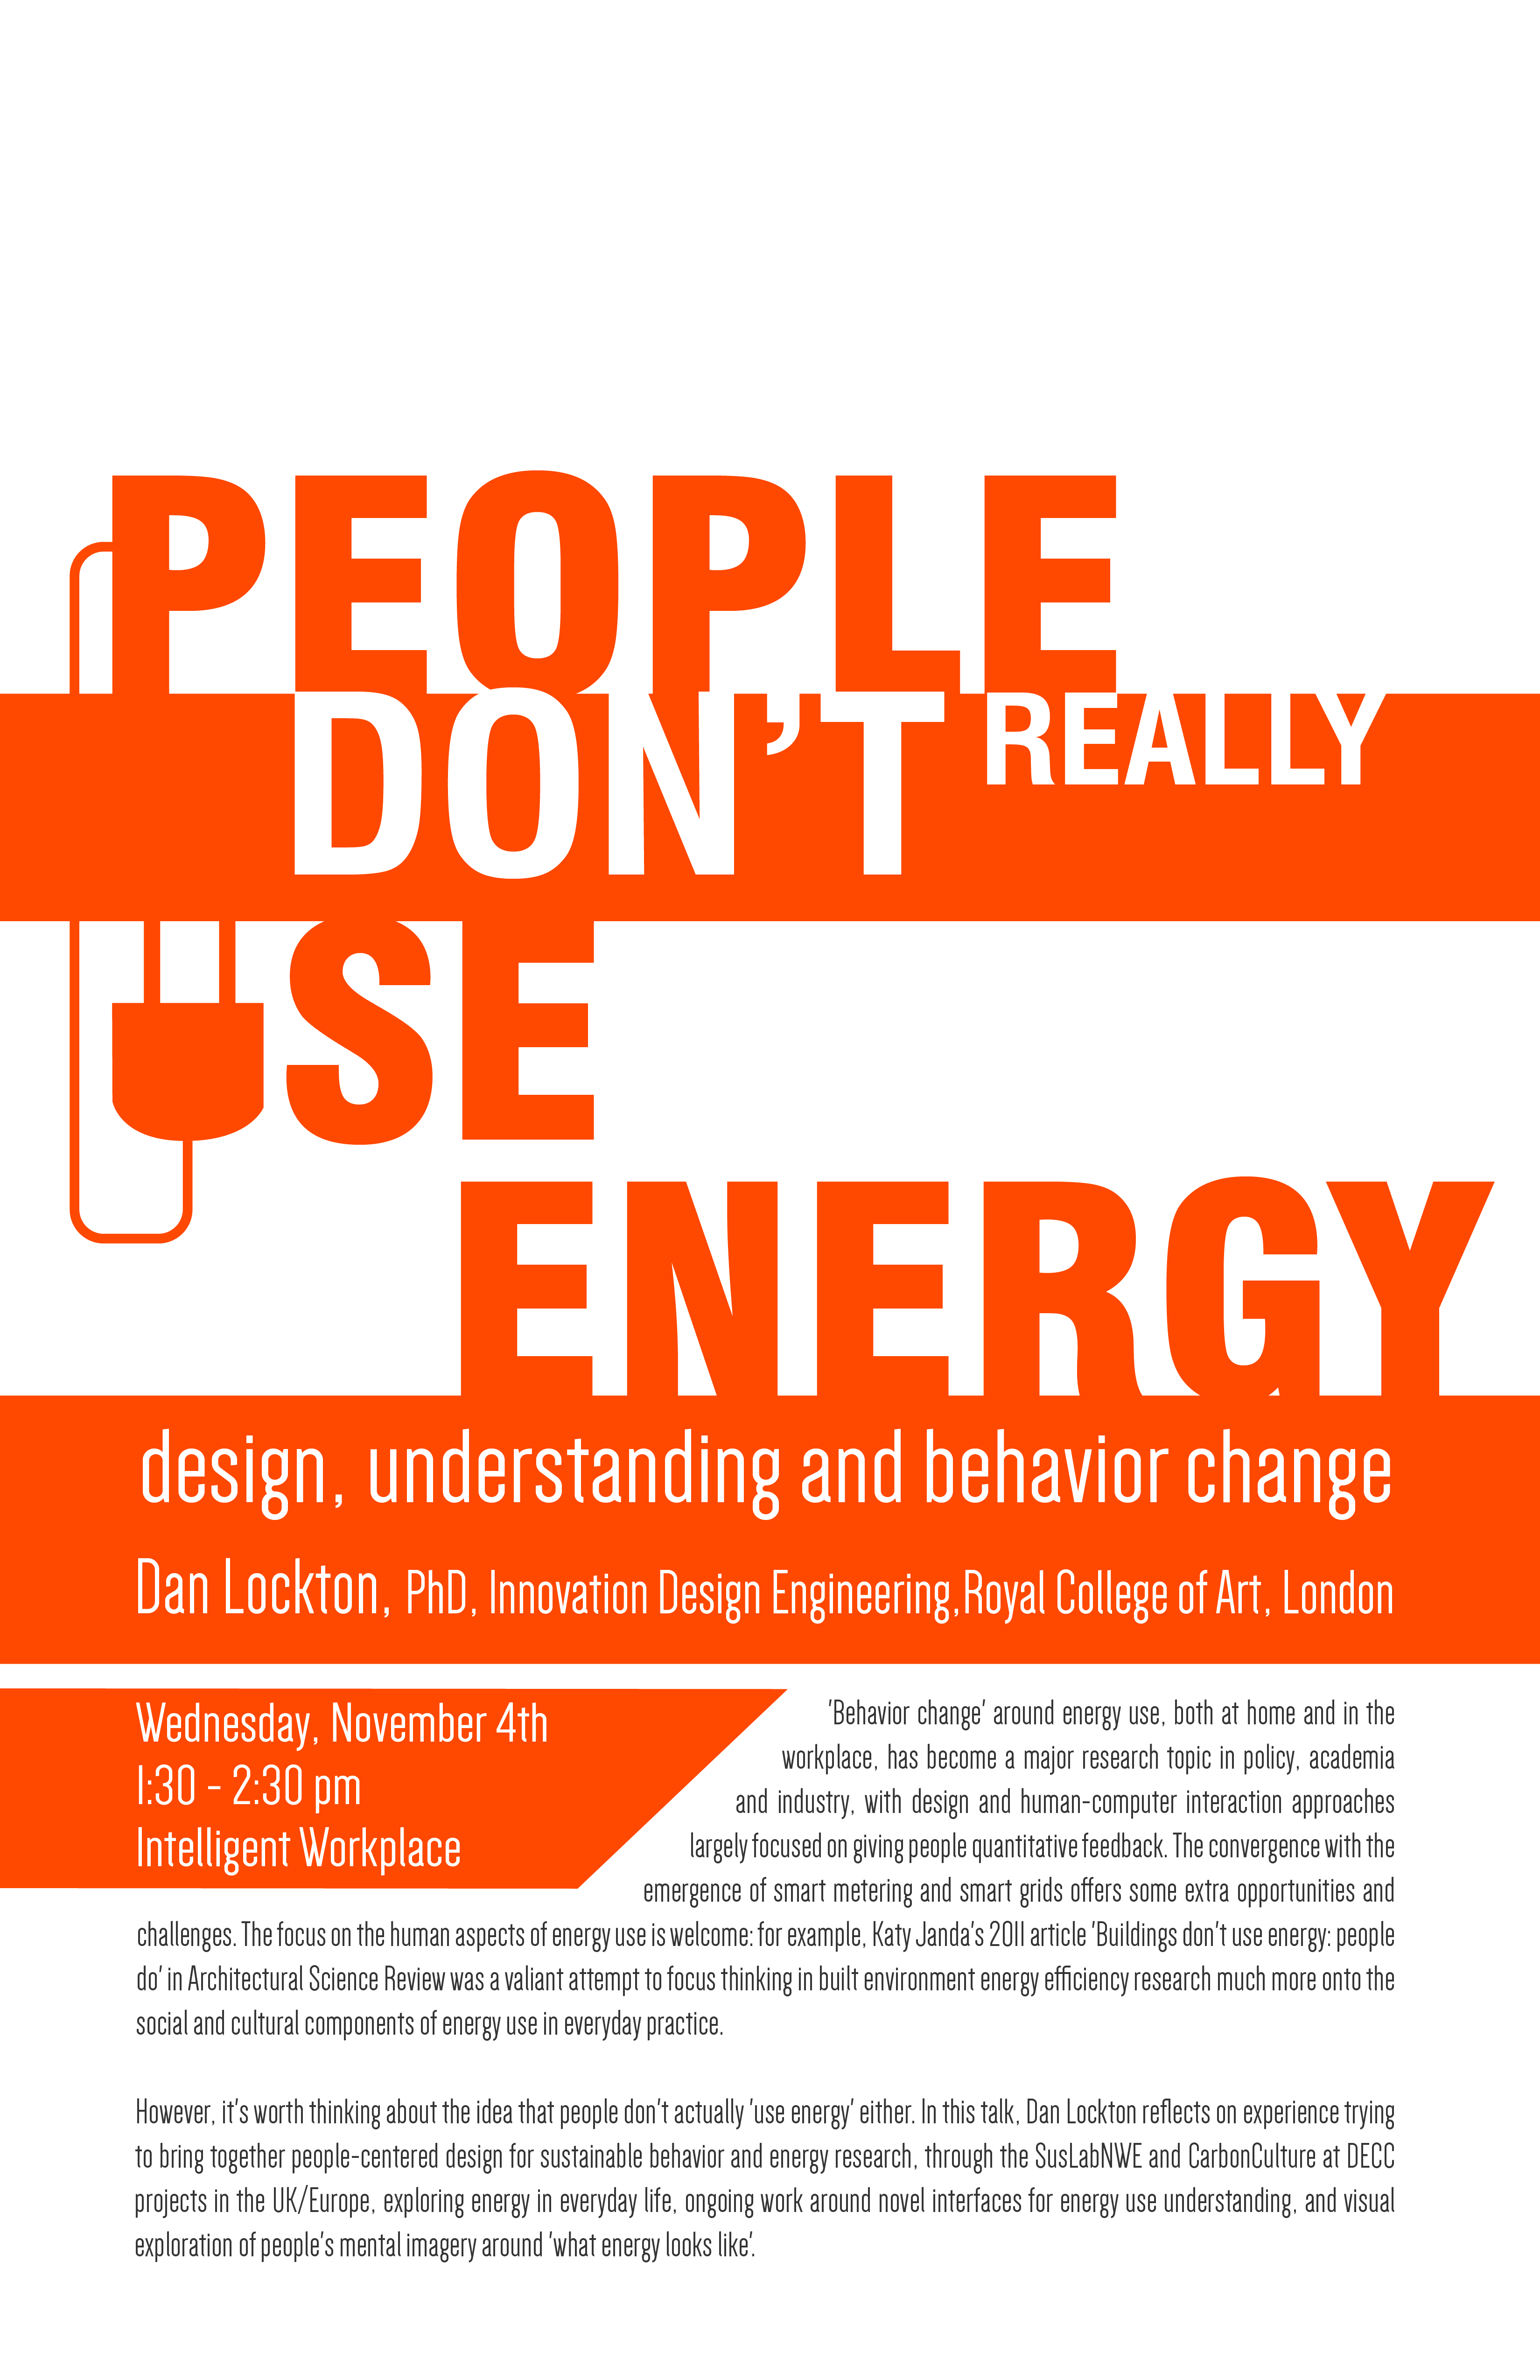 PEOPLE
DON'T REALLY
USE
ENERGY
design, understanding and behavior change
Dan Lockton, PhD, Innovation Design Engineering,Royal College of Art, London
Wednesday, November 4th
1:30 - 2:30 pm
Intelligent Workplace
'Behavior change' around energy use, both at home and in the
workplace, has become a major research topic in policy, academia
and industry, with design and human-computer interaction approaches
largely focused on giving people quantitative feedback. The convergence with the
emergence of smart metering and smart grids offers some extra opportunities and
challenges. The focus on the human aspects of energy use is welcome: for example, Katy Janda's 2011 article 'Buildings don't use energy: people
do' in Architectural Science Review was a valiant attempt to focus thinking in built environment energy efficiency research much more onto the
social and cultural components of energy use in everyday practice.
However, it's worth thinking about the idea that people don't actually 'use energy' either. In this talk, Dan Lockton reflects on experience trying
to bring together people-centered design for sustainable behavior and energy research, through the SusLabNWE and CarbonCulture at DECC
projects in the UK/Europe, exploring energy in everyday life, ongoing work around novel interfaces for energy use understanding, and visual
exploration of people's mental imagery around 'what energy looks like'.